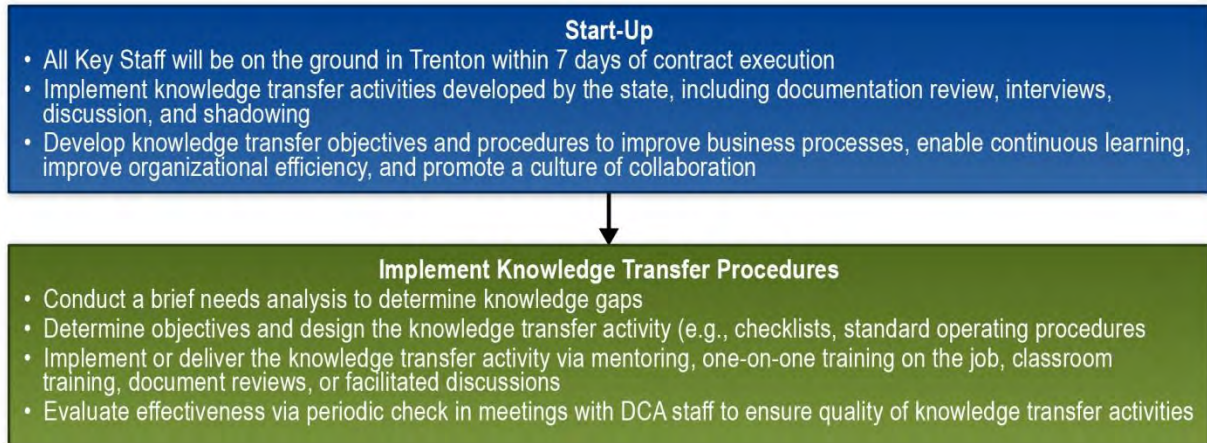 Start-Up
• All Key Staff will be on the ground in Trenton within 7 days of contract execution
• Implement knowledge transfer activities developed by the state, including documentation review, interviews,
discussion, and shadowing
• Develop knowledge transfer objectives and procedures to improve business processes, enable continuous learning,
improve organizational efficiency, and promote a culture of collaboration
Implement Knowledge Transfer Procedures
• Conduct a brief needs analysis to determine knowledge gaps
• Determine objectives and design the knowledge transfer activity (e.g., checklists, standard operating procedures
• Implement or deliver the knowledge transfer activity via mentoring, one-on-one training on the job, classroom
training, document reviews, or facilitated discussions
• Evaluate effectiveness via periodic check in meetings with DCA staff to ensure quality of knowledge transfer activities